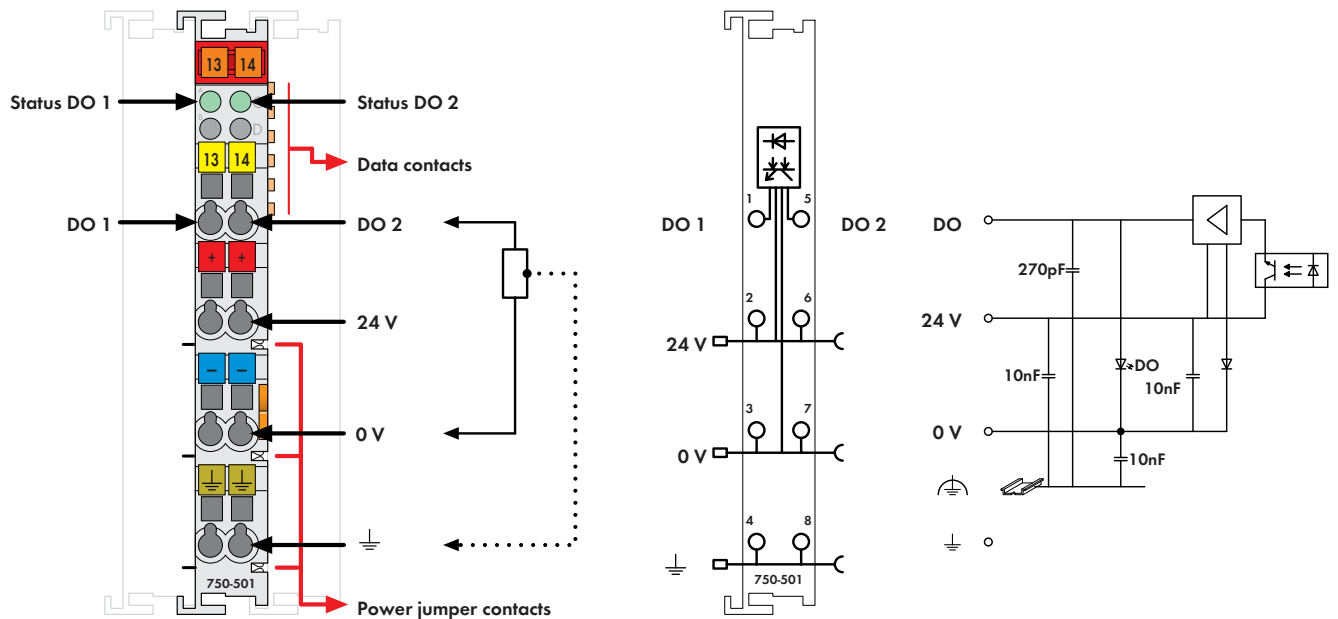 13 14
A
Status DO 1
Status DO 2
B
D
13 14
Data contacts
DO 1
DO 2
+ +
24 V
− −
0 V
750-501
Power jumper contacts
1
5
DO 1
DO 2
2
6
24 V
3
7
0 V
4
8
750-501
DO
270pF
24 V
10nF
DO
10nF
0 V
10nF